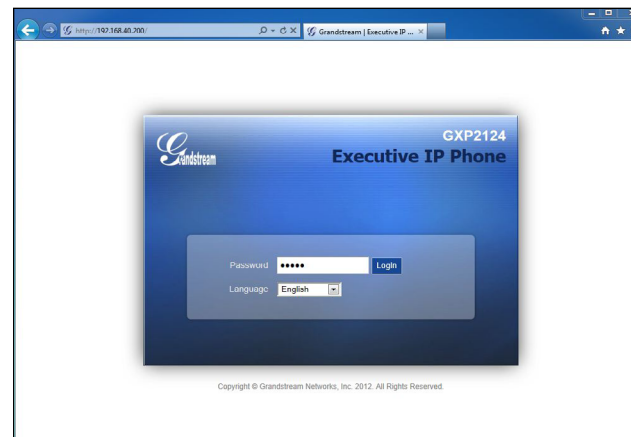 http://192.168.40.200/
Grandstream | Executive IP ...
Grandstream
GXP2124
Executive IP Phone
Password
Login
Language English
Copyright © Grandstream Networks, Inc. 2012. All Rights Reserved.